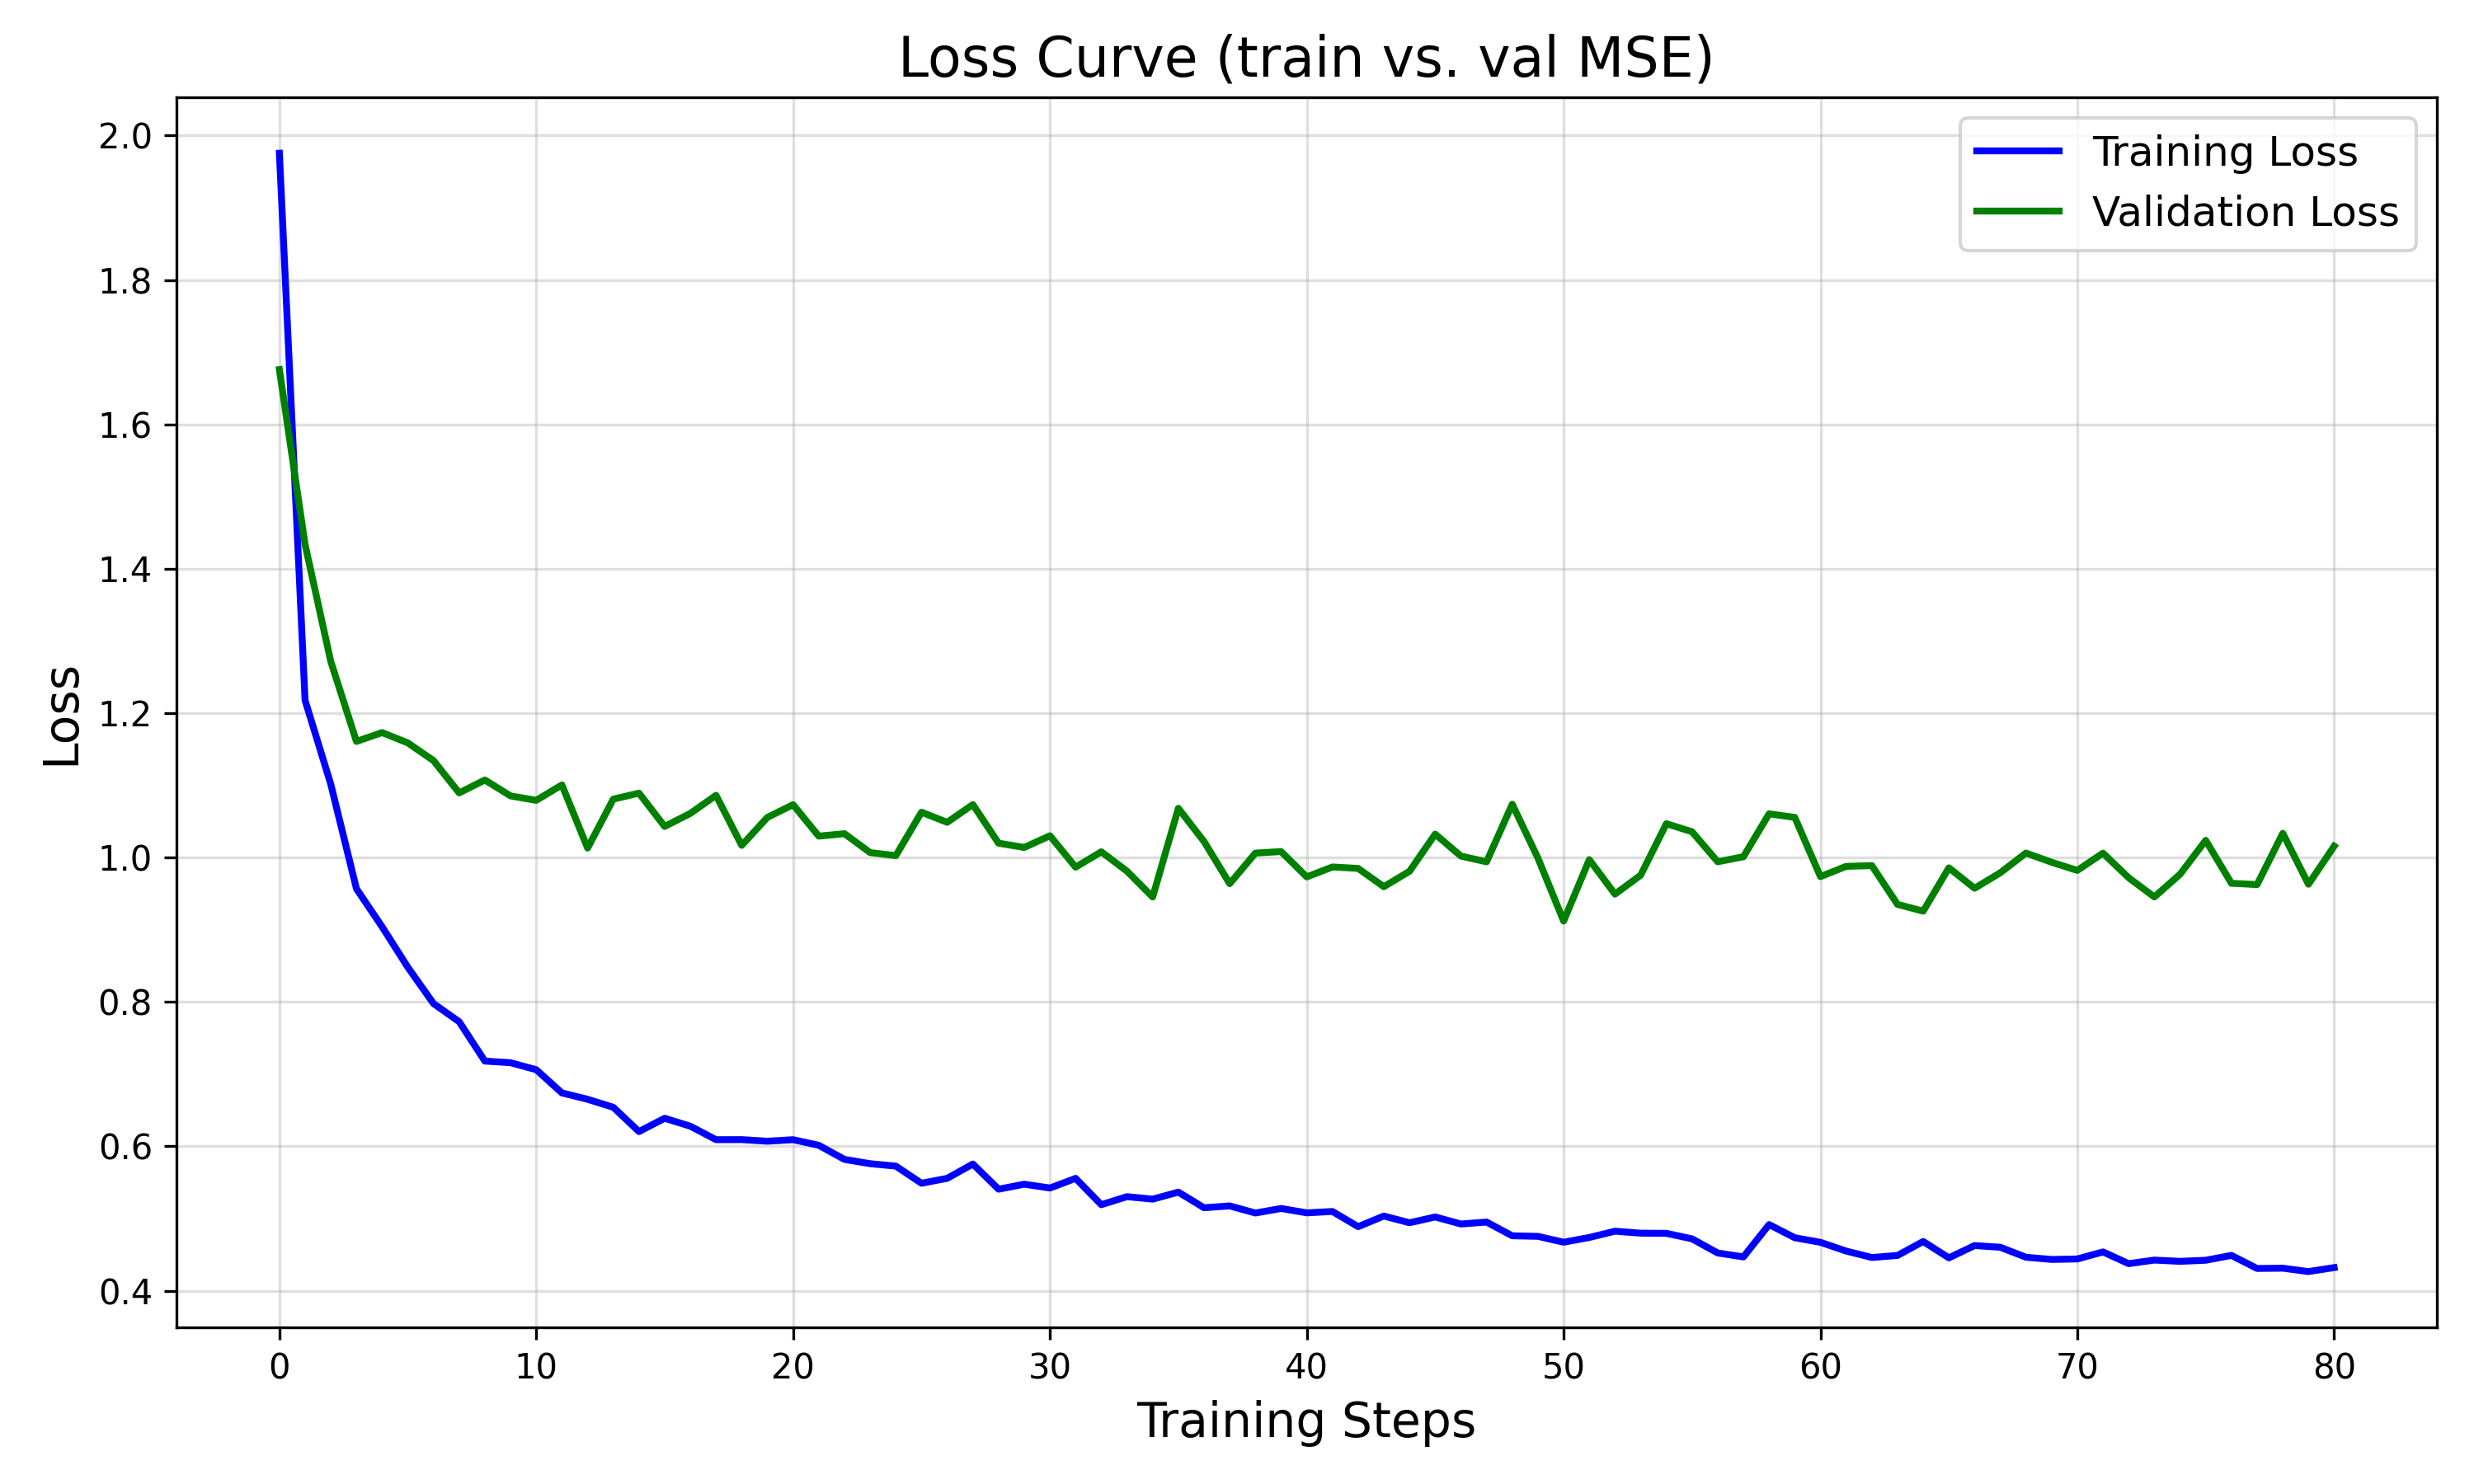 Loss Curve (train vs. val MSE)
Training Loss
Validation Loss
2.0
1.8
1.6
1.4
1.2
1.0
0.8
0.6
0.4
Loss
0 10 20 30 40 50 60 70 80
Training Steps